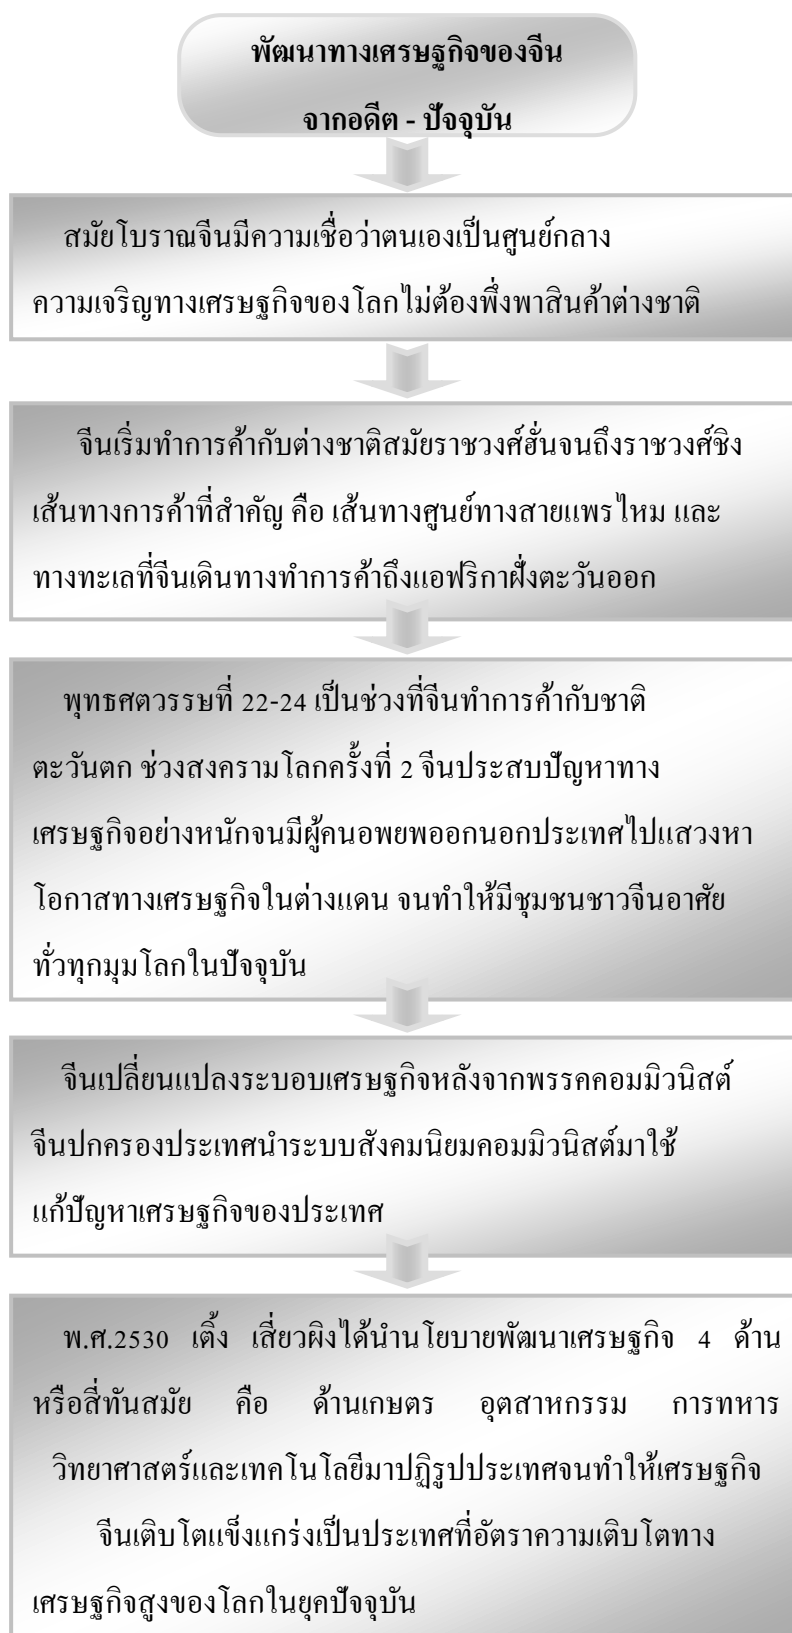 พัฒนาทางเศรษฐกิจของจีน
จากอดีต - ปัจจุบัน
สมัยโบราณจีนมีความเชื่อว่าตนเองเป็นศูนย์กลาง
ความเจริญทางเศรษฐกิจของโลกไม่ต้องพึ่งพาสินค้าต่างชาติ
จีนเริ่มทำการค้ากับต่างชาติสมัยราชวงศ์ฮั่นจนถึงราชวงศ์ชิง
เส้นทางการค้าที่สำคัญ คือ เส้นทางศูนย์ทางสายแพรไหม และ
ทางทะเลที่จีนเดินทางทำการค้าถึงแอฟริกาฝั่งตะวันออก
พุทธศตวรรษที่ 22-24 เป็นช่วงที่จีนทำการค้ากับชาติ
ตะวันตก ช่วงสงครามโลกครั้งที่ 2 จีนประสบปัญหาทาง
เศรษฐกิจอย่างหนักจนมีผู้คนอพยพออกนอกประเทศไปแสวงหา
โอกาสทางเศรษฐกิจในต่างแดน จนทำให้มีชุมชนชาวจีนอาศัย
ทั่วทุกมุมโลกในปัจจุบัน
จีนเปลี่ยนแปลงระบอบเศรษฐกิจหลังจากพรรคคอมมิวนิสต์
จีนปกครองประเทศนำระบบสังคมนิยมคอมมิวนิสต์มาใช้
แก้ปัญหาเศรษฐกิจของประเทศ
พ.ศ.2530 เติ้ง เสี่ยวผิงได้นำนโยบายพัฒนาเศรษฐกิจ 4 ด้าน
หรือสี่ทันสมัย คือ ด้านเกษตร อุตสาหกรรม การทหาร
วิทยาศาสตร์และเทคโนโลยีมาปฏิรูปประเทศจนทำให้เศรษฐกิจ
จีนเติบโตแข็งแกร่งเป็นประเทศที่อัตราความเติบโตทาง
เศรษฐกิจสูงของโลกในยุคปัจจุบัน